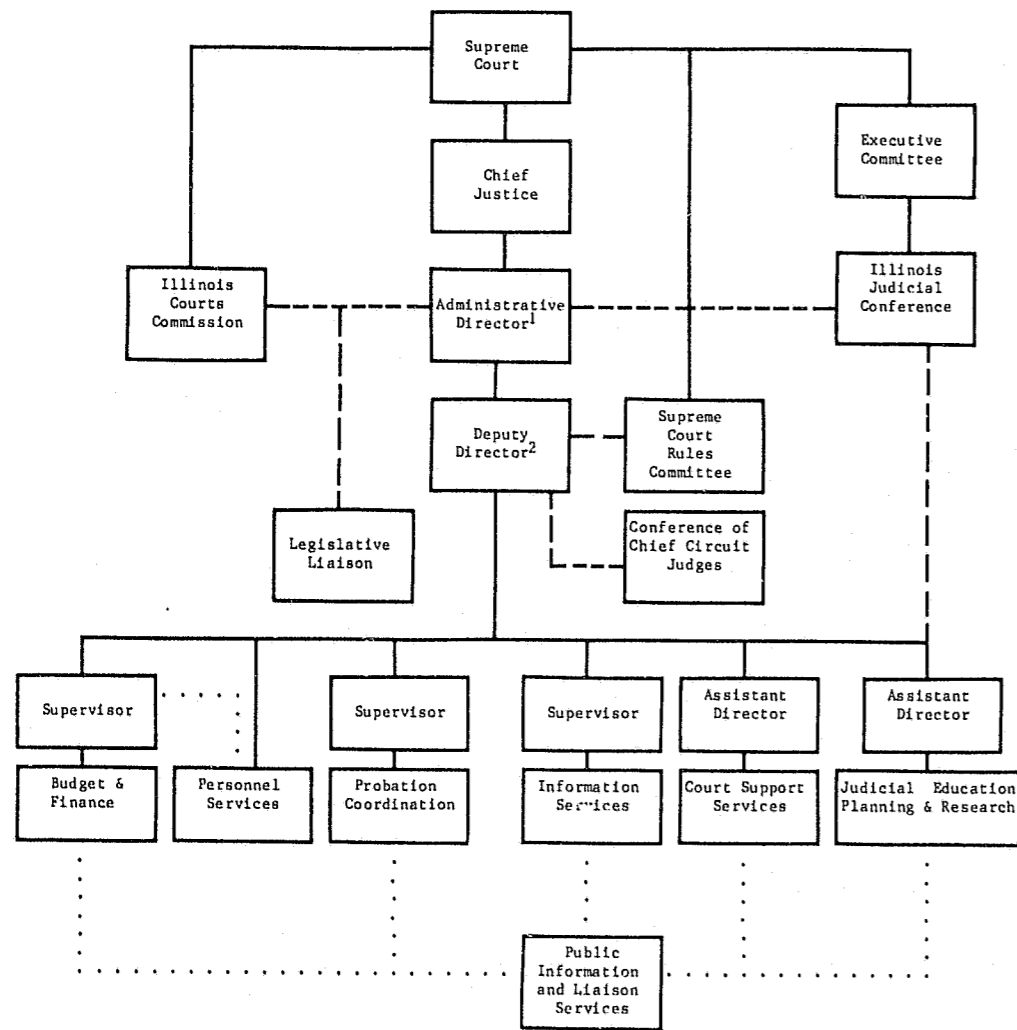 Supreme
Court
Executive
Committee
Chief
Justice
Illinois
Courts
Commission
Administrative
Director1
Illinois
Judicial
Conference
Deputy
Director2
Supreme
Court
Rules
Committee
Legislative
Liaison
Conference of
Chief Circuit
Judges
Supervisor
Supervisor
Supervisor
Assistant
Director
Assistant
Director
Budget &
Finance
Personnel
Services
Probation
Coordination
Information
Services
Court Support
Services
Judicial Education
Planning & Research
Public
Information
and Liaison
Services